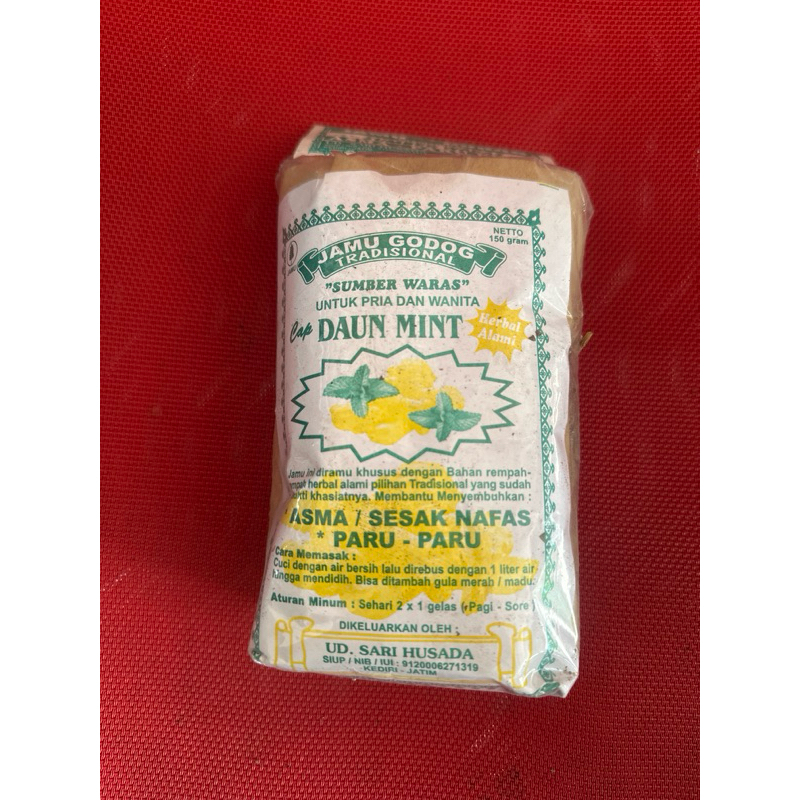 NETTO
150 gram
JAMU GODOG
TRADISIONAL
"SUMBER WARAS"
UNTUK PRIA DAN WANITA
Cap DAUN MINT
Herbal
Alami
Jamu ini diramu khusus dengan Bahan rempah-
herbal alami pilihan Tradisional yang sudah
khasiatnya. Membantu Menyembuhkan :
* ASMA / SESAK NAFAS
* PARU - PARU
Cara Memasak :
Cuci dengan air bersih lalu direbus dengan 1 liter air
hingga mendidih. Bisa ditambah gula merah / madu.
Aturan Minum : Sehari 2 x 1 gelas (Pagi - Sore)
DIKELUARKAN OLEH :
UD. SARI HUSADA
SIUP / NIB / IUI : 9120006271319
KEDIRI - JATIM